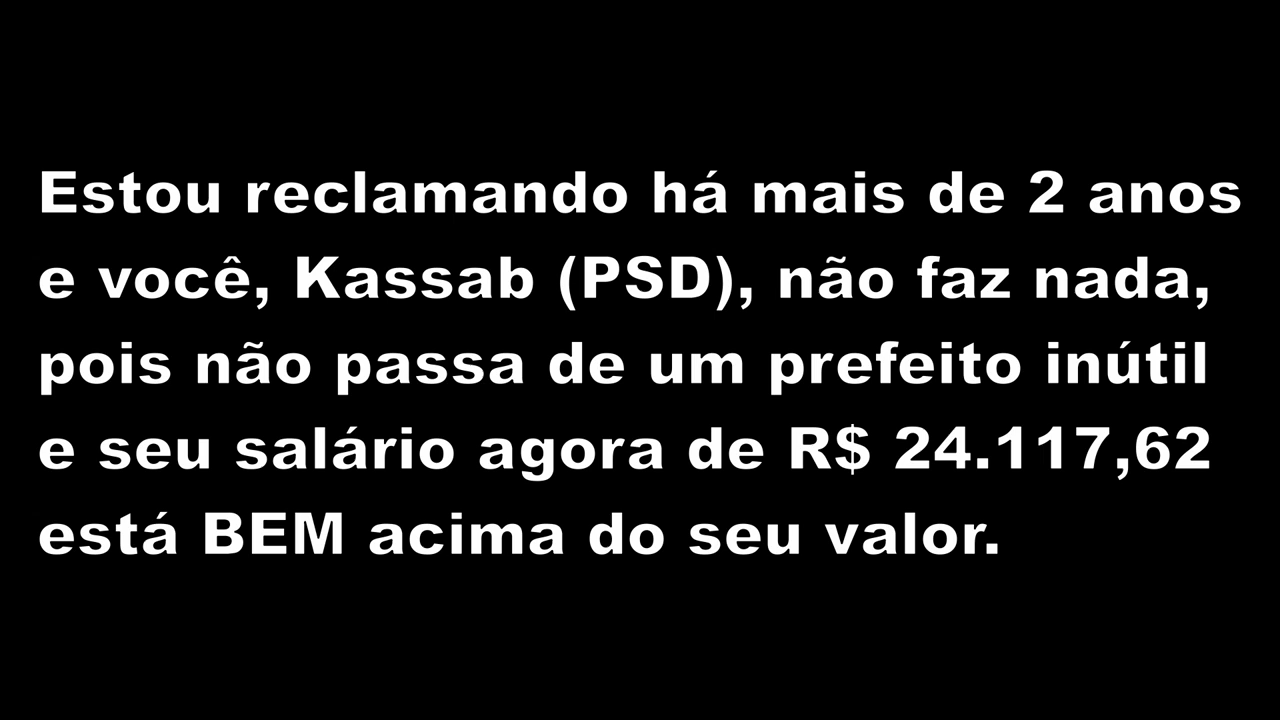 Estou reclamando há mais de 2 anos
e você, Kassab (PSD), não faz nada,
pois não passa de um prefeito inútil
e seu salário agora de R$ 24.117,62
está BEM acima do seu valor.